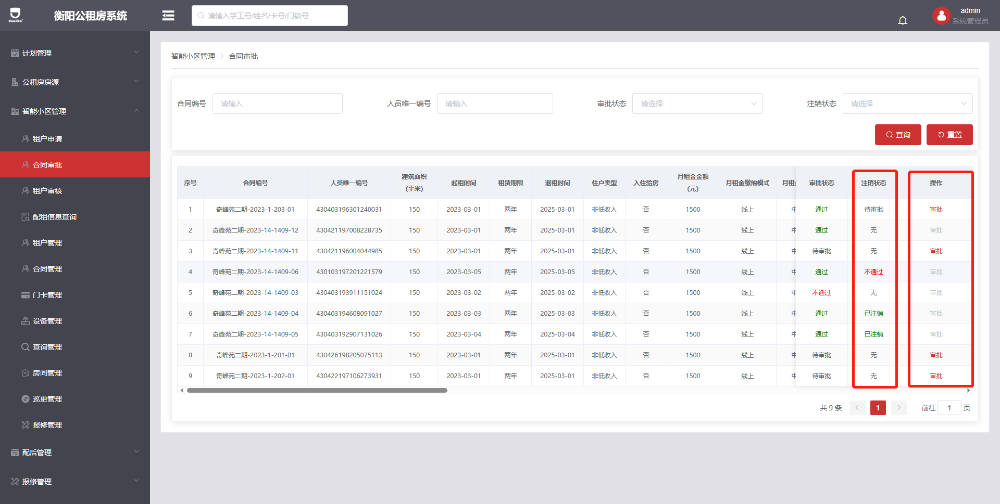 衡阳公租房系统
请输入学工号/姓名/卡号/门锁号
admin
系统管理员
计划管理
公租房房源
智能小区管理
租户申请
合同审批
租户审核
配租信息查询
租户管理
合同管理
门卡管理
设备管理
查询管理
房间管理
巡更管理
报修管理
配后管理
报修管理
智能小区管理 > 合同审批
合同编号 请输入 人员唯一编号 请输入 审批状态 请选择 注销状态 请选择
查询 重置
序号 合同编号 人员唯一编号 建筑面积(平米) 起租时间 租赁期限 退租时间 住户类型 入住验房 月租金金额(元) 月租金缴纳模式 月租 审批状态 注销状态 操作
1 奇峰苑二期-2023-1-203-01 430403196301240031 150 2023-03-01 两年 2025-03-01 非低收入 否 1500 线上 通过 待审批 审批
2 奇峰苑二期-2023-14-1409-12 430421197008228735 150 2023-03-01 两年 2025-03-01 非低收入 否 1500 线上 通过 无 审批
3 奇峰苑二期-2023-14-1409-11 430421196004044985 150 2023-03-01 两年 2025-03-01 非低收入 否 1500 线上 待审批 无 审批
4 奇峰苑二期-2023-14-1409-06 430103197201221579 150 2023-03-05 两年 2025-03-05 非低收入 否 1500 线上 通过 不通过 审批
5 奇峰苑二期-2023-14-1409-03 430403193911151024 150 2023-03-02 两年 2025-03-02 非低收入 否 1500 线上 不通过 无 审批
6 奇峰苑二期-2023-14-1409-04 430403194608091027 150 2023-03-03 两年 2025-03-03 非低收入 否 1500 线上 通过 已注销 审批
7 奇峰苑二期-2023-14-1409-05 430403192907131026 150 2023-03-04 两年 2025-03-04 非低收入 否 1500 线上 通过 已注销 审批
8 奇峰苑二期-2023-1-201-01 430426198205075113 150 2023-03-01 两年 2025-03-01 非低收入 否 1500 线上 待审批 无 审批
9 奇峰苑二期-2023-1-202-01 430422197106273931 150 2023-03-01 两年 2025-03-01 非低收入 否 1500 线上 待审批 无 审批
共 9 条 < 1 > 前往 1 页